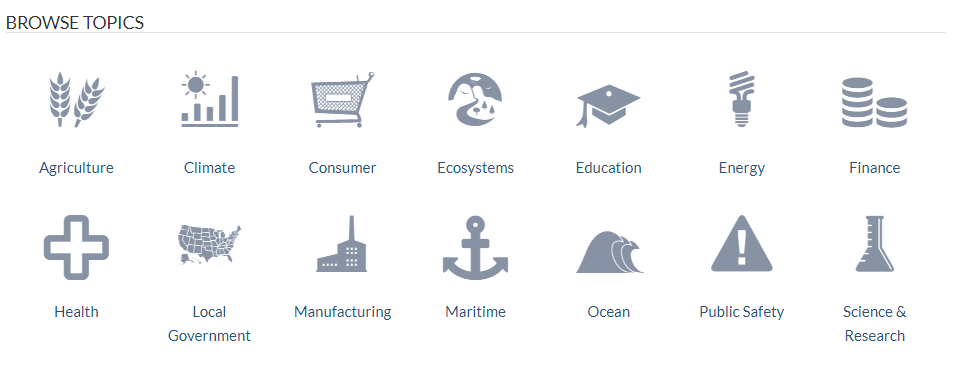 BROWSE TOPICS
Agriculture
Climate
Consumer
Ecosystems
Education
Energy
Finance
Health
Local
Government
Manufacturing
Maritime
Ocean
Public Safety
Science &
Research